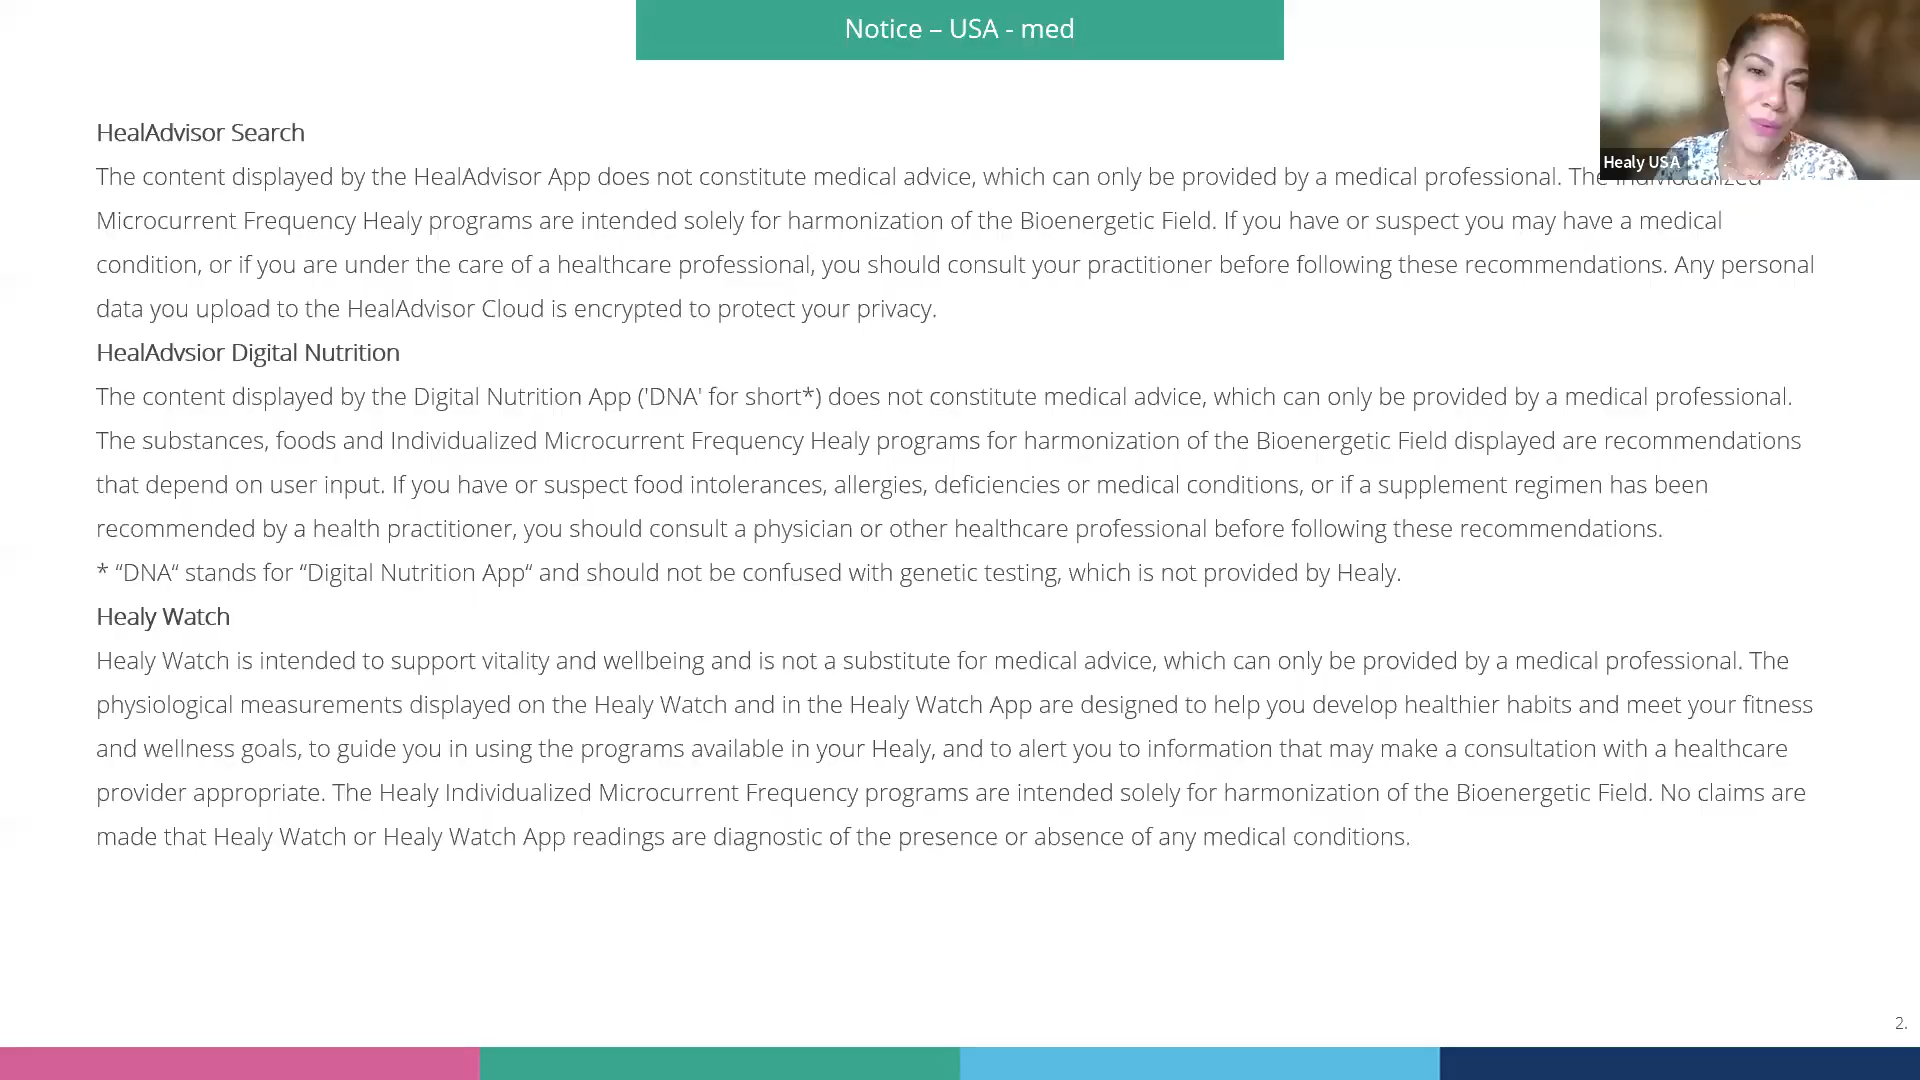 Notice – USA - med
Healy USA
HealAdvisor Search
The content displayed by the HealAdvisor App does not constitute medical advice, which can only be provided by a medical professional. The Individualized
Microcurrent Frequency Healy programs are intended solely for harmonization of the Bioenergetic Field. If you have or suspect you may have a medical
condition, or if you are under the care of a healthcare professional, you should consult your practitioner before following these recommendations. Any personal
data you upload to the HealAdvisor Cloud is encrypted to protect your privacy.
HealAdvsior Digital Nutrition
The content displayed by the Digital Nutrition App ('DNA' for short*) does not constitute medical advice, which can only be provided by a medical professional.
The substances, foods and Individualized Microcurrent Frequency Healy programs for harmonization of the Bioenergetic Field displayed are recommendations
that depend on user input. If you have or suspect food intolerances, allergies, deficiencies or medical conditions, or if a supplement regimen has been
recommended by a health practitioner, you should consult a physician or other healthcare professional before following these recommendations.
* “DNA“ stands for “Digital Nutrition App“ and should not be confused with genetic testing, which is not provided by Healy.
Healy Watch
Healy Watch is intended to support vitality and wellbeing and is not a substitute for medical advice, which can only be provided by a medical professional. The
physiological measurements displayed on the Healy Watch and in the Healy Watch App are designed to help you develop healthier habits and meet your fitness
and wellness goals, to guide you in using the programs available in your Healy, and to alert you to information that may make a consultation with a healthcare
provider appropriate. The Healy Individualized Microcurrent Frequency programs are intended solely for harmonization of the Bioenergetic Field. No claims are
made that Healy Watch or Healy Watch App readings are diagnostic of the presence or absence of any medical conditions.
2.